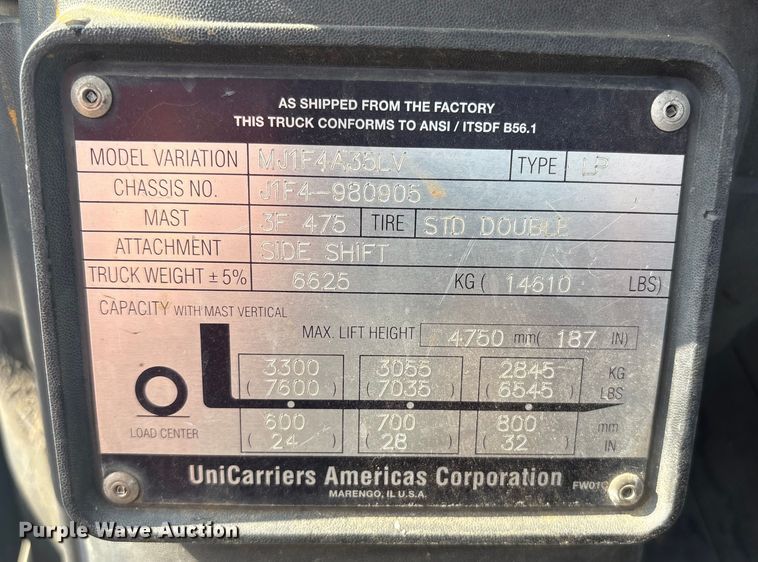 AS SHIPPED FROM THE FACTORY
THIS TRUCK CONFORMS TO ANSI / ITSDF B56.1
MODEL VARIATION MJ1F4A35LV TYPE LP
CHASSIS NO. J1F4-980905
MAST 3F 475 TIRE STD DOUBLE
ATTACHMENT SIDE SHIFT
TRUCK WEIGHT ± 5% 6625 KG ( 14610 LBS)
CAPACITY WITH MAST VERTICAL
MAX. LIFT HEIGHT 4750 mm ( 187 IN)
3300 3055 2845 KG
( 7600 ) ( 7035 ) ( 6545 ) LBS
600 700 800 mm
LOAD CENTER ( 24 ) ( 28 ) ( 32 ) IN
UniCarriers Americas Corporation
MARENGO, IL U.S.A.
Purple Wave Auction